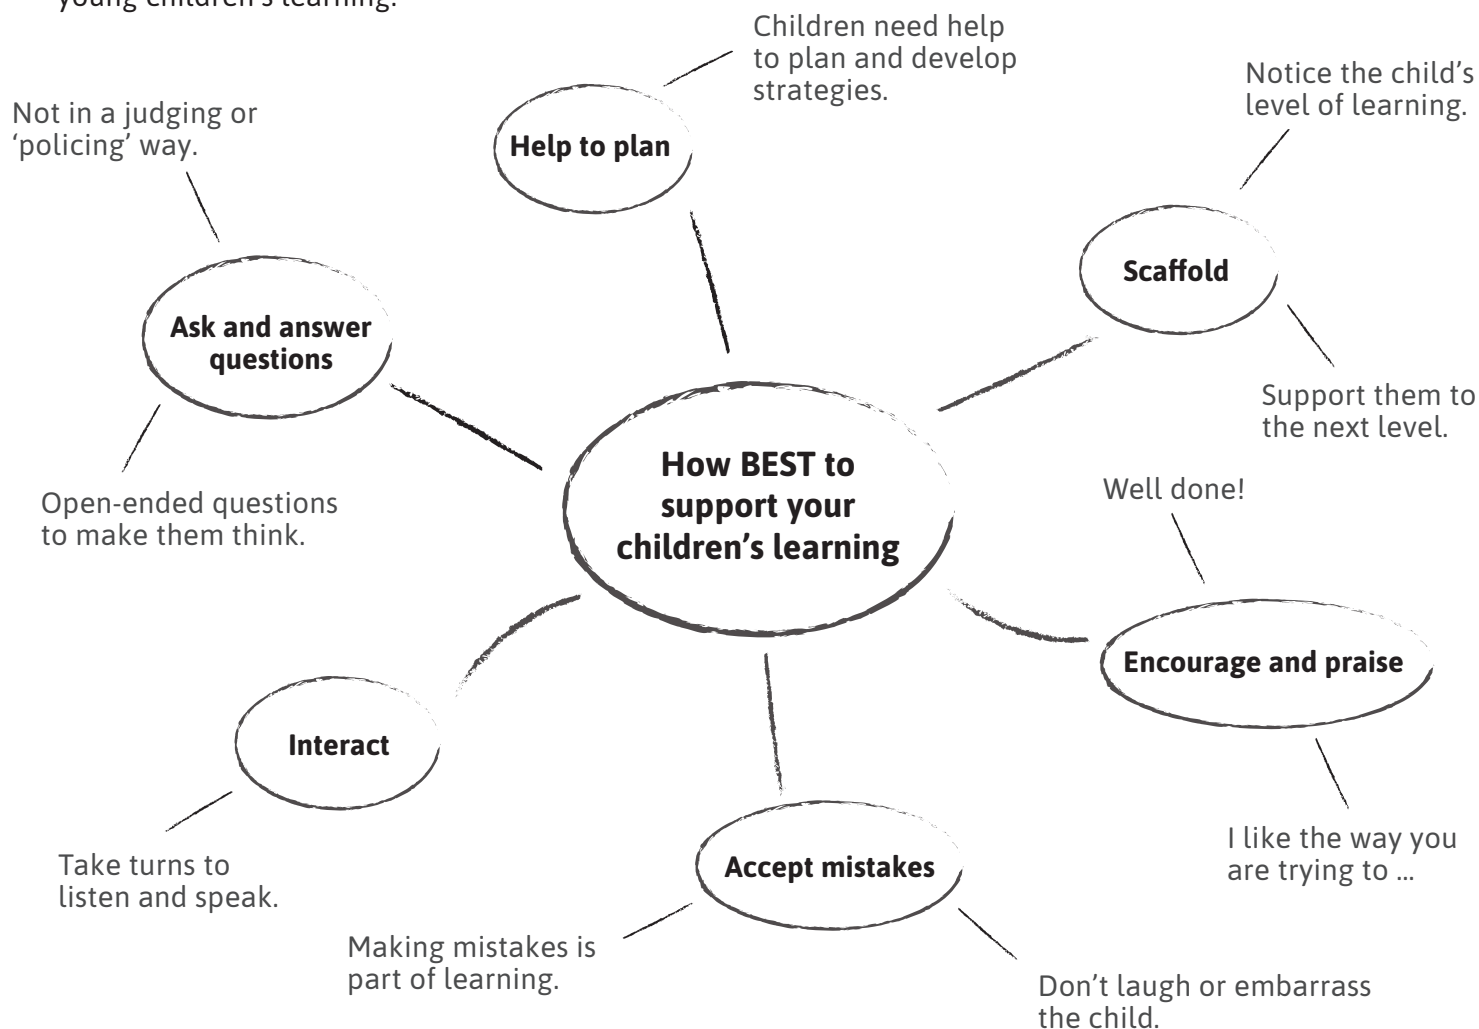 young children's learning.
Children need help
to plan and develop
strategies.
Help to plan
Notice the child's
level of learning.
Scaffold
Support them to
the next level.
Not in a judging or
‘policing’ way.
Ask and answer
questions
Open-ended questions
to make them think.
How BEST to
support your
children’s learning
Well done!
Encourage and praise
I like the way you
are trying to ...
Interact
Take turns to
listen and speak.
Accept mistakes
Making mistakes is
part of learning.
Don’t laugh or embarrass
the child.